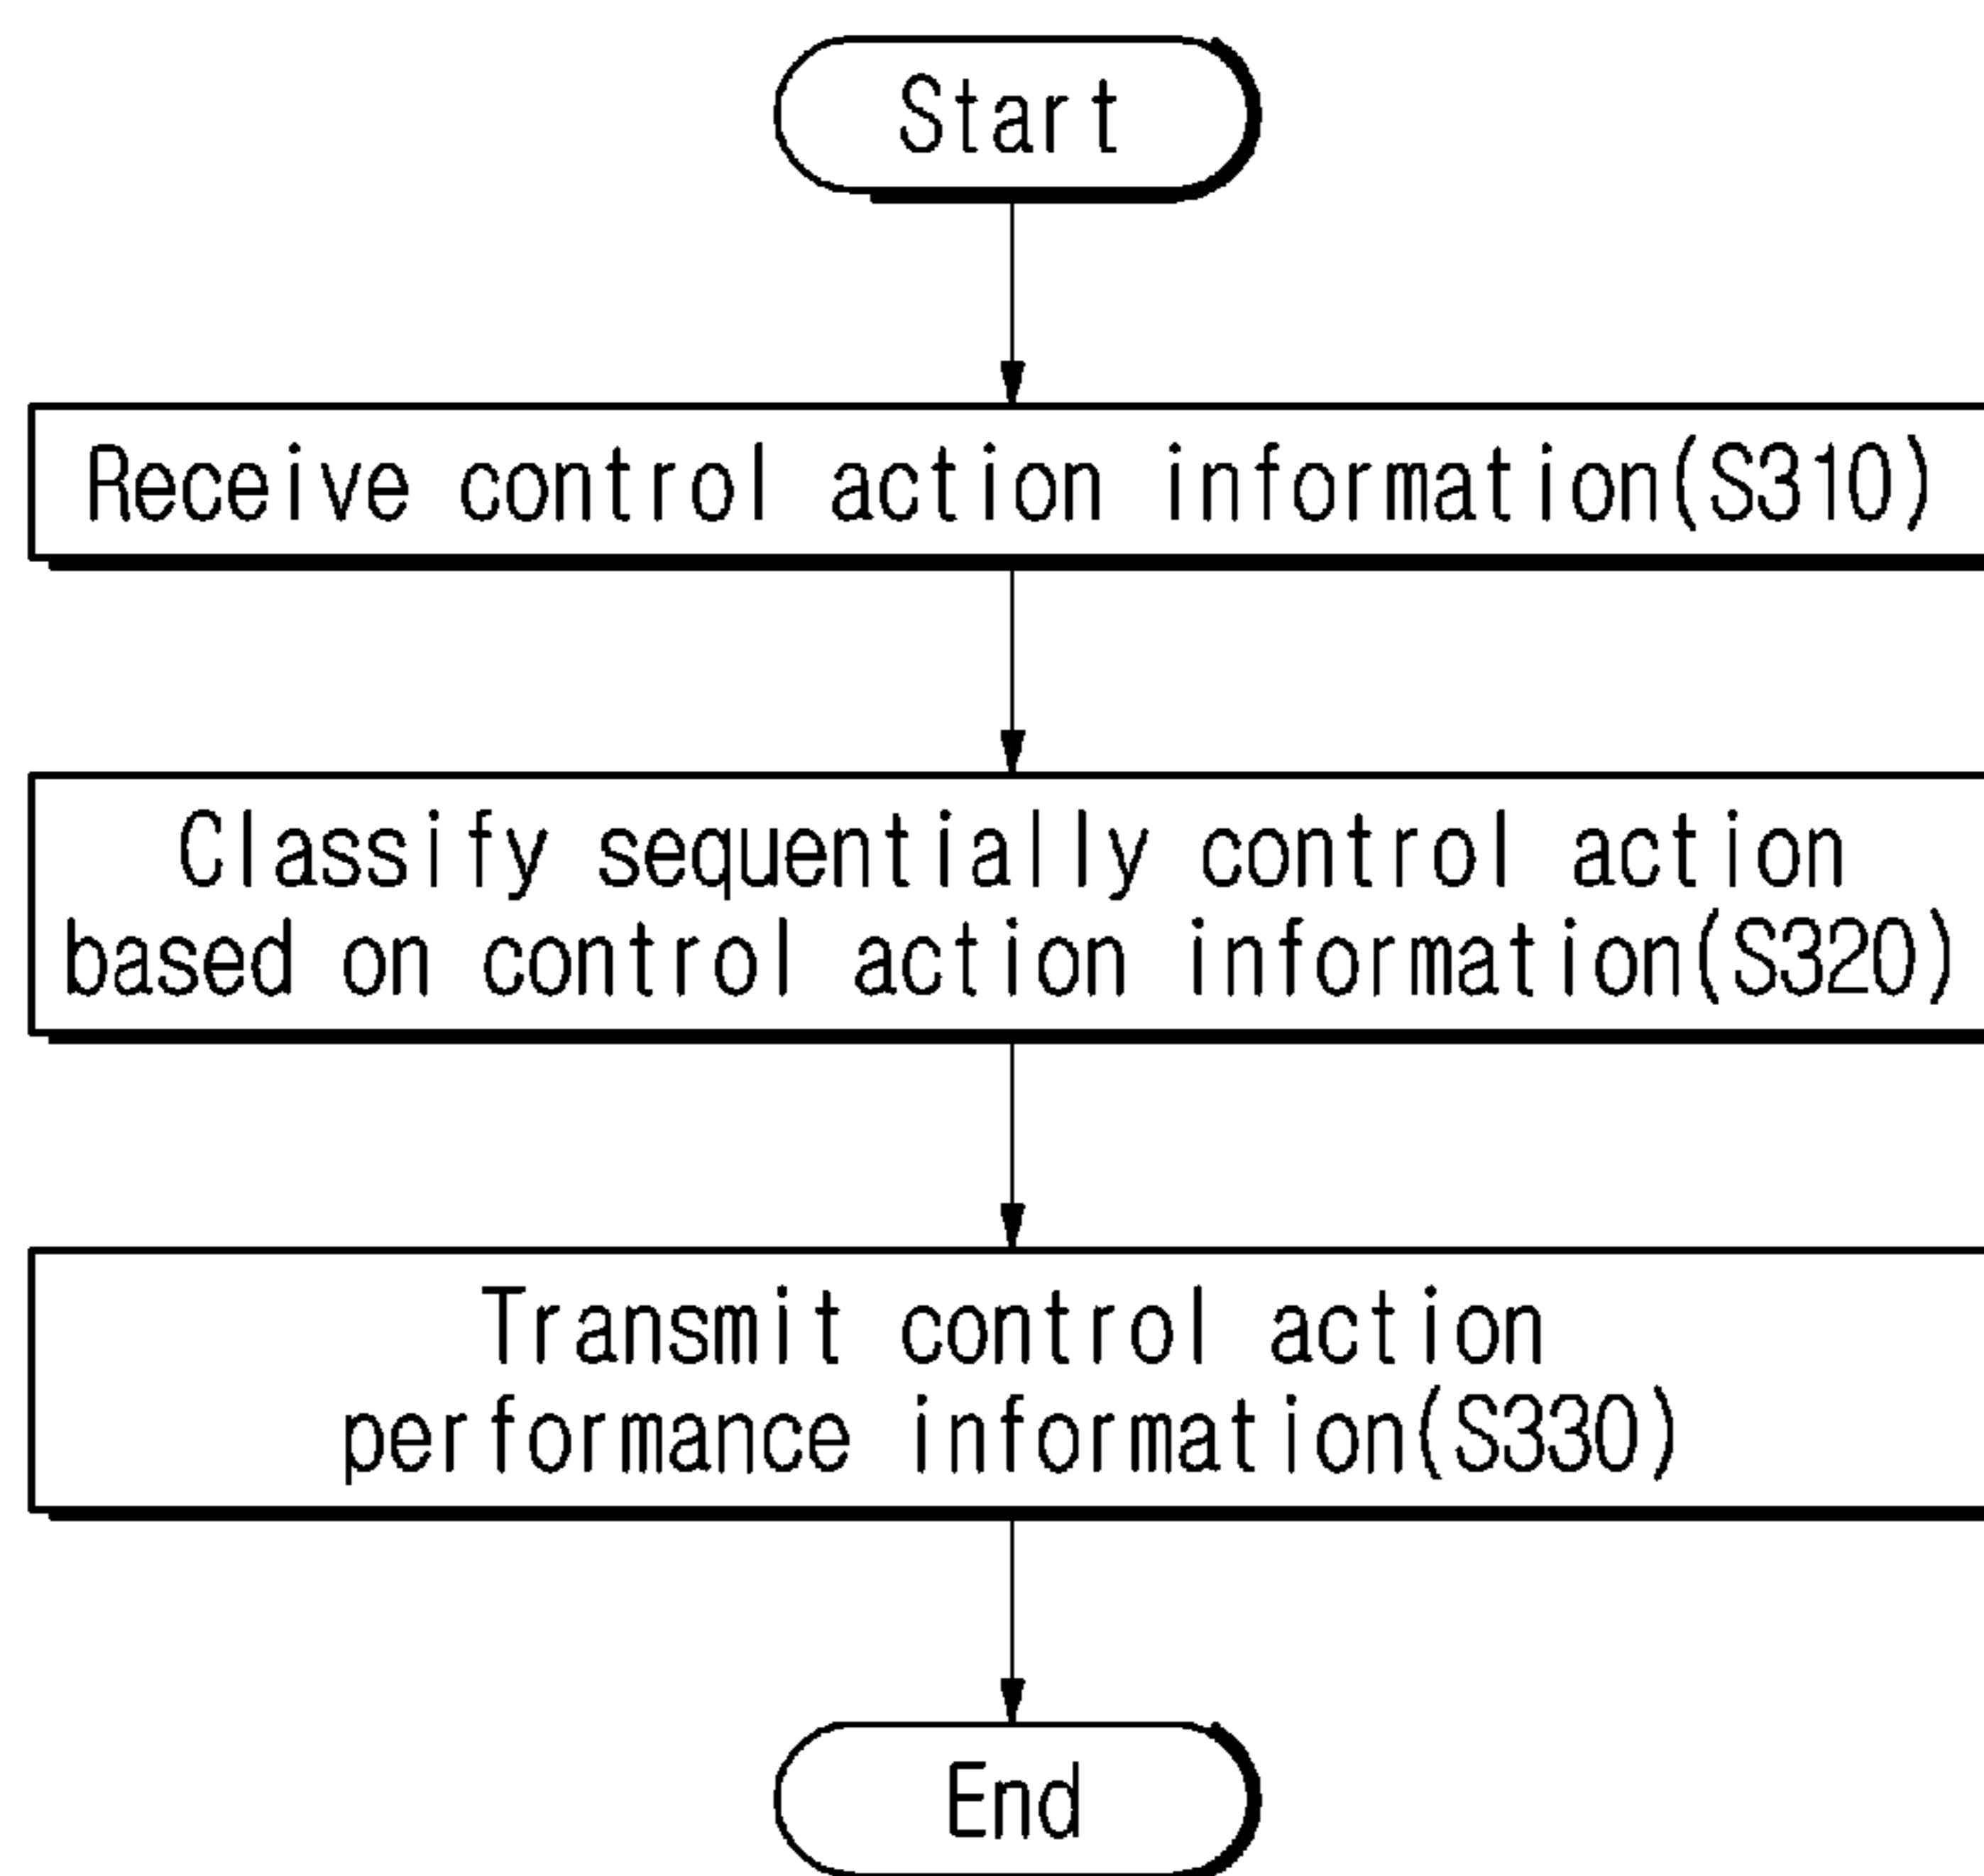 Start
Receive control action information(S310)
Classify sequentially control action
based on control action information(S320)
Transmit control action
performance information(S330)
End